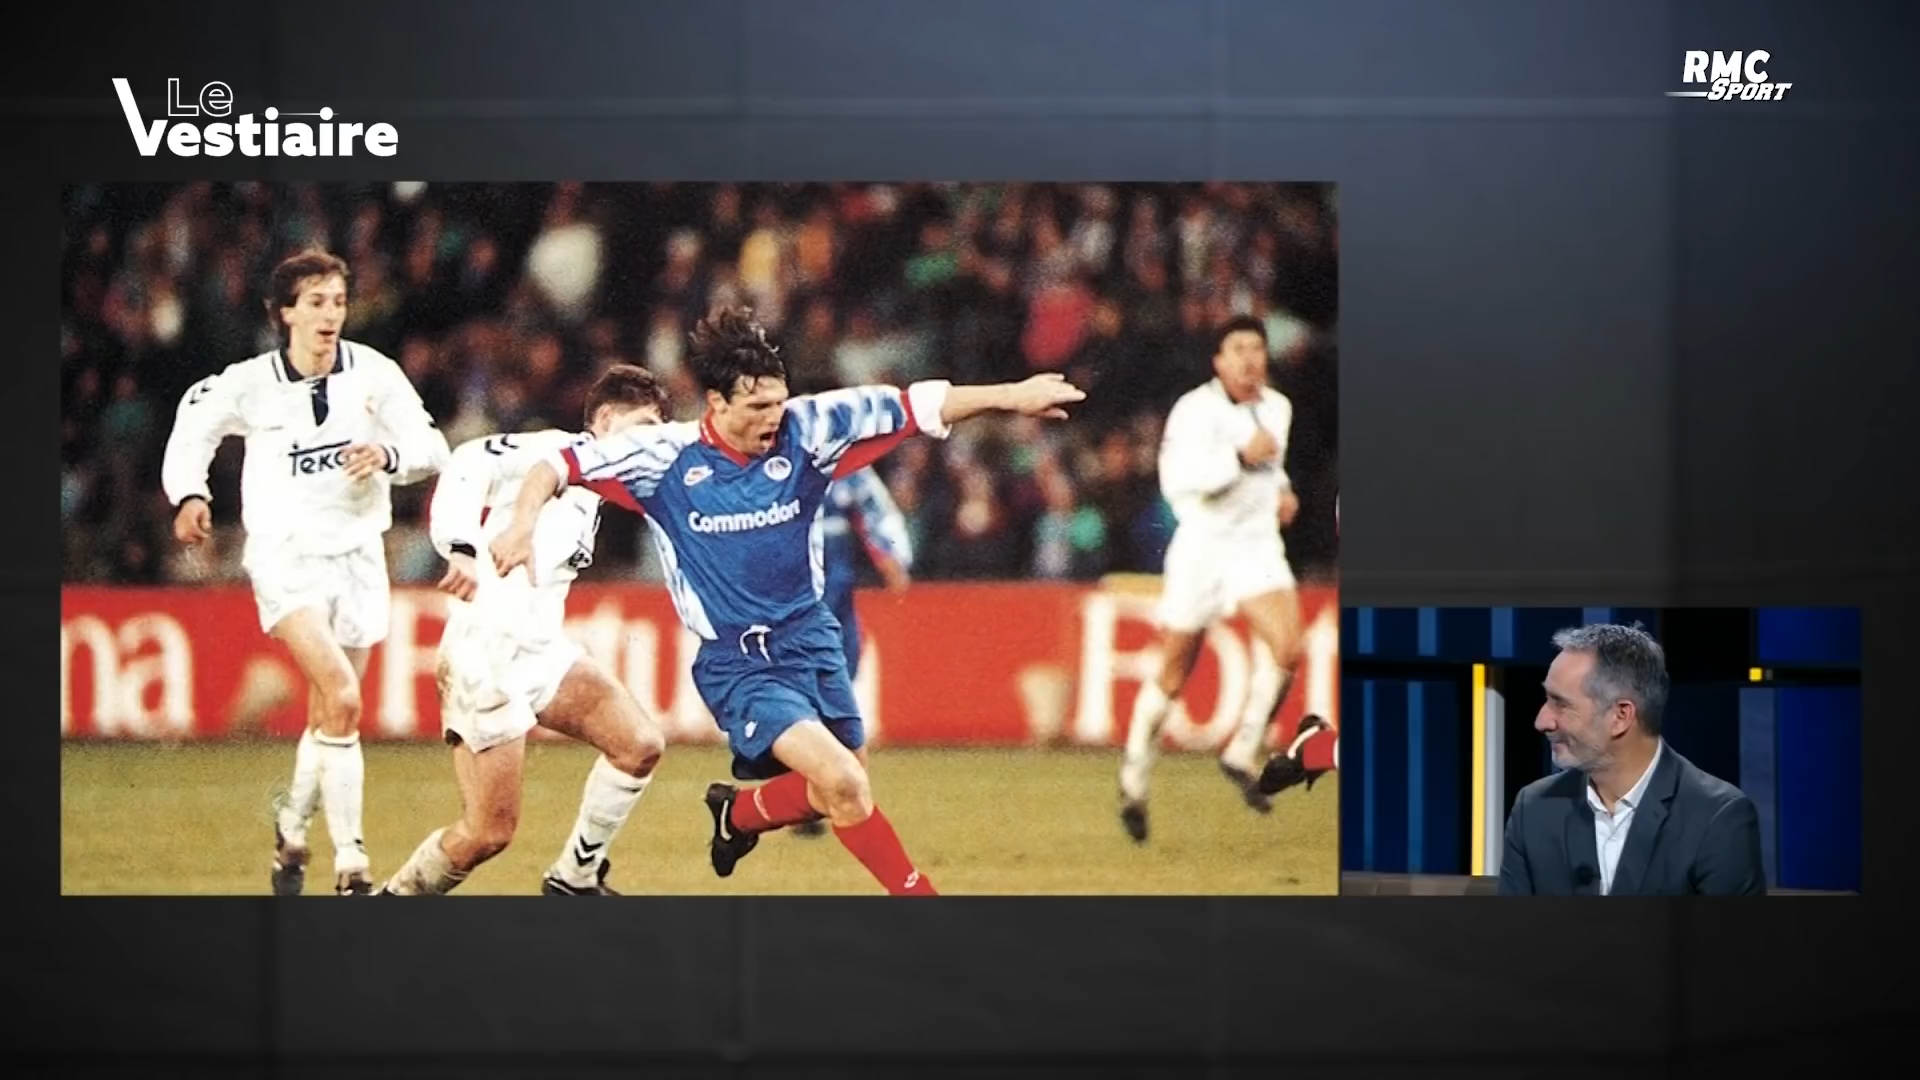 Le
Vestiaire
RMC
SPORT
Teka
Commodore
na
Fortuna
Fo